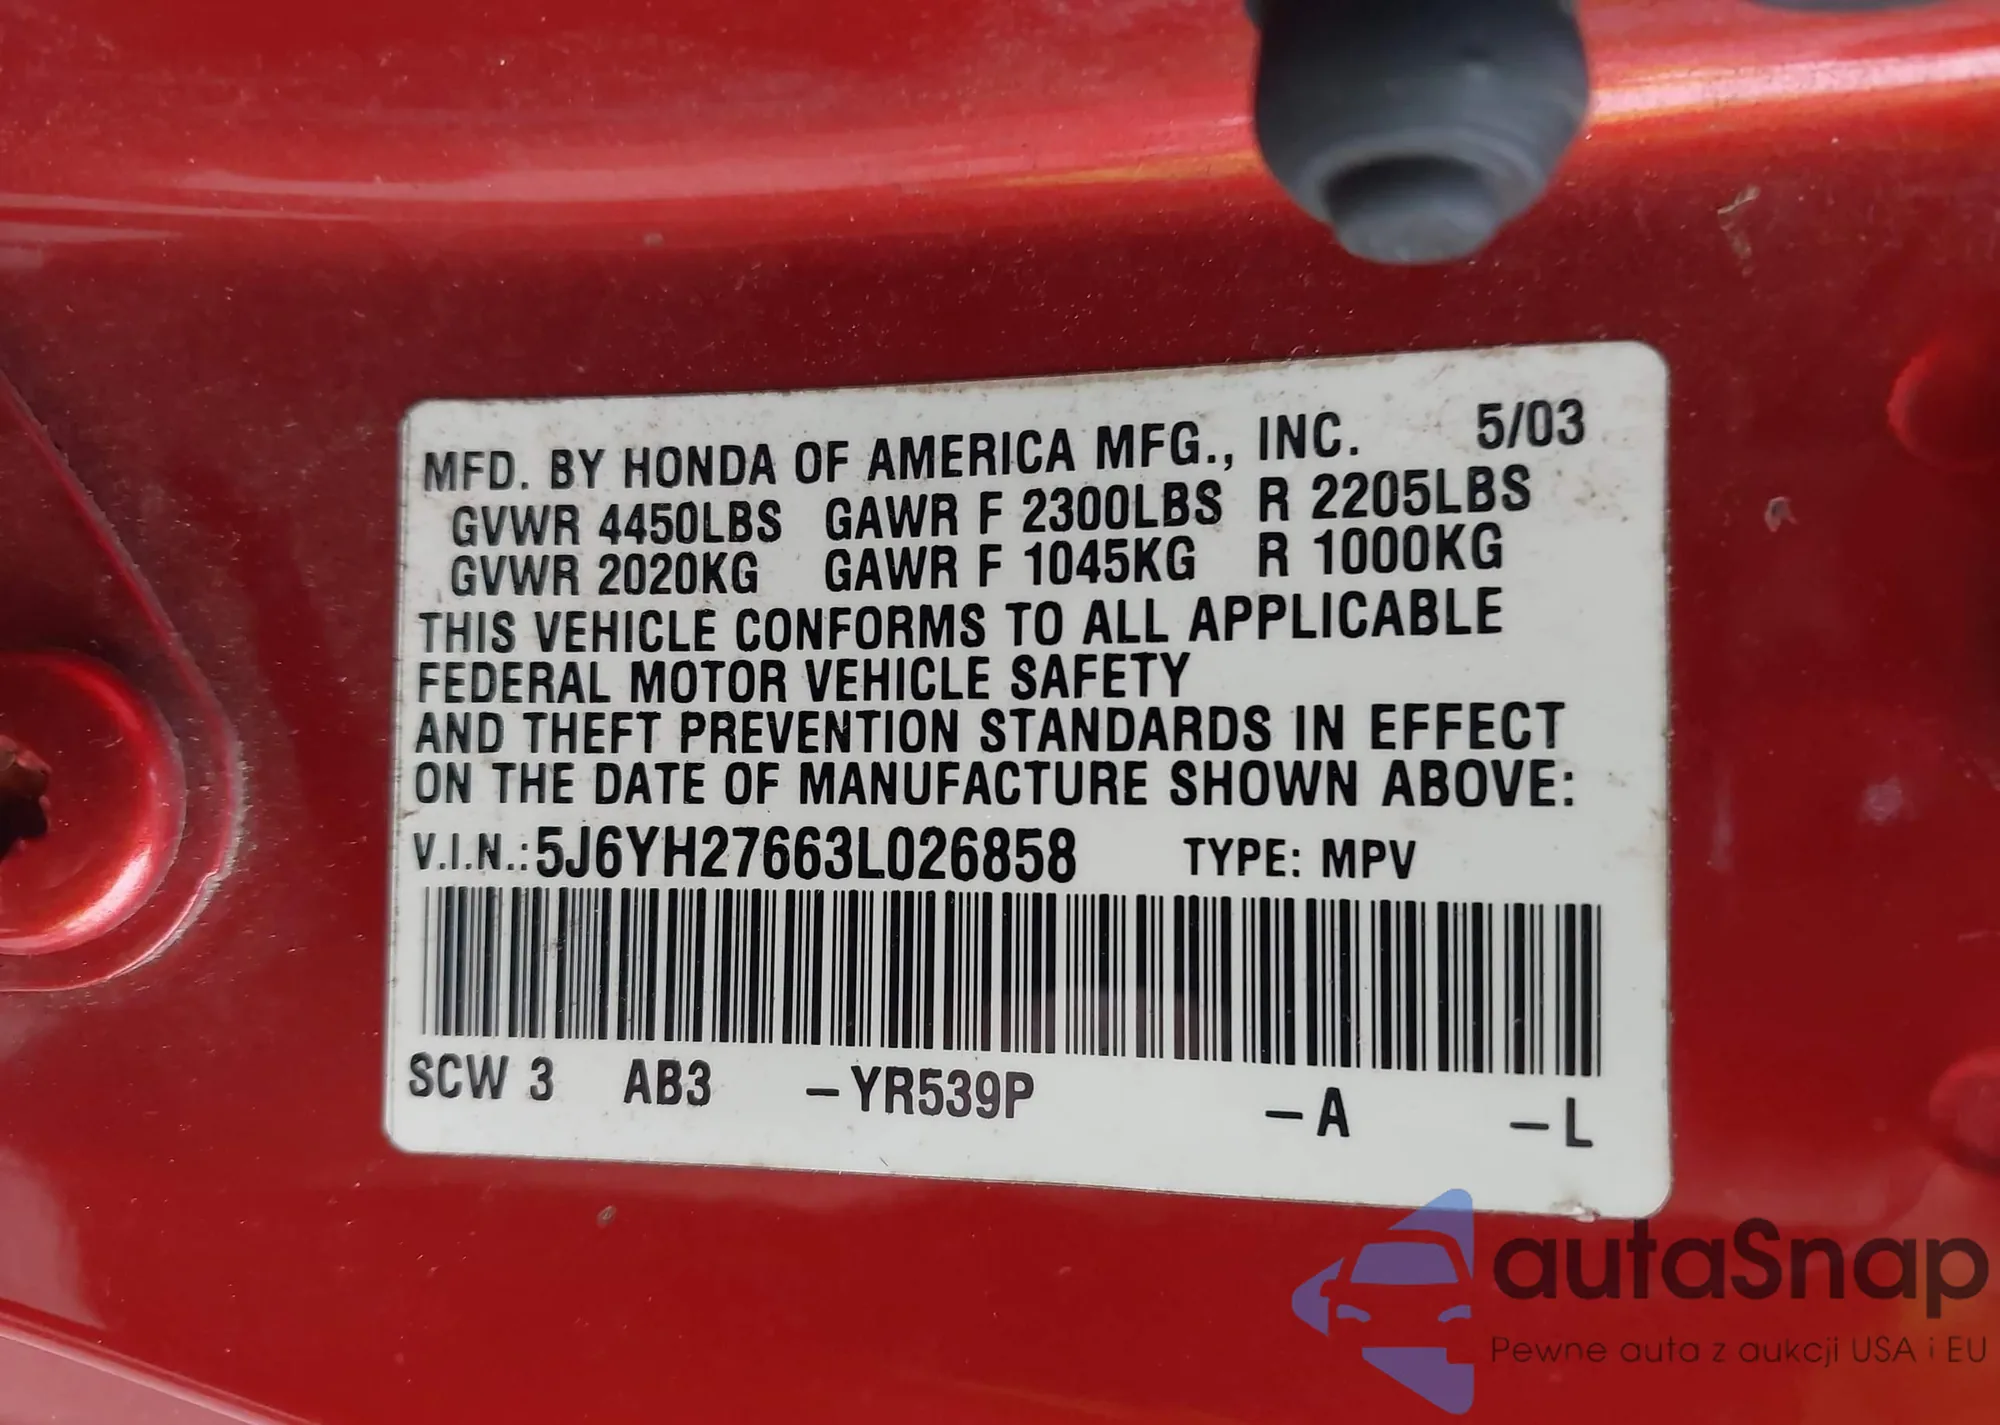 MFD. BY HONDA OF AMERICA MFG., INC. 5/03
GVWR 4450LBS GAWR F 2300LBS R 2205LBS
GVWR 2020KG GAWR F 1045KG R 1000KG
THIS VEHICLE CONFORMS TO ALL APPLICABLE
FEDERAL MOTOR VEHICLE SAFETY
AND THEFT PREVENTION STANDARDS IN EFFECT
ON THE DATE OF MANUFACTURE SHOWN ABOVE:
V.I.N.: 5J6YH27663L026858 TYPE: MPV
SCW 3 AB3 –YR539P –A –L
autaSnap
Pewne auta z aukcji USA i EU